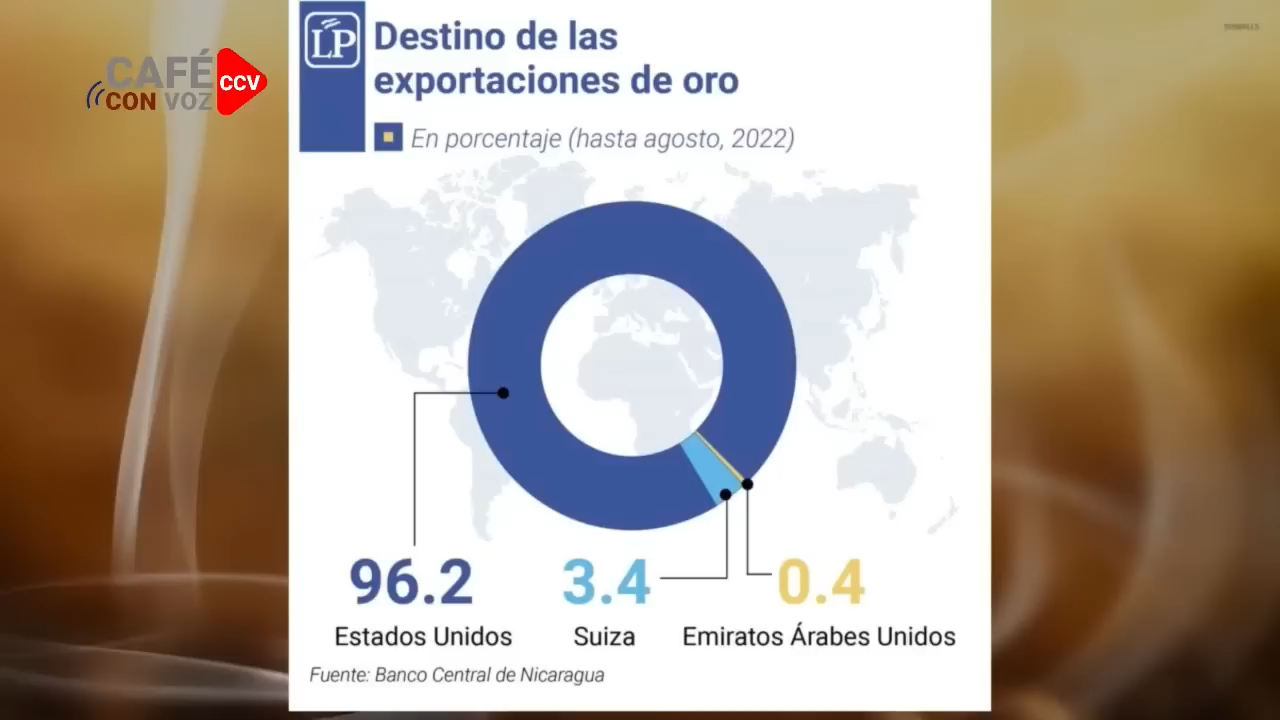 CAFÉ
CON VOZ
CCV
LP
Destino de las
exportaciones de oro
En porcentaje (hasta agosto, 2022)
96.2
Estados Unidos
3.4
Suiza
0.4
Emiratos Árabes Unidos
Fuente: Banco Central de Nicaragua